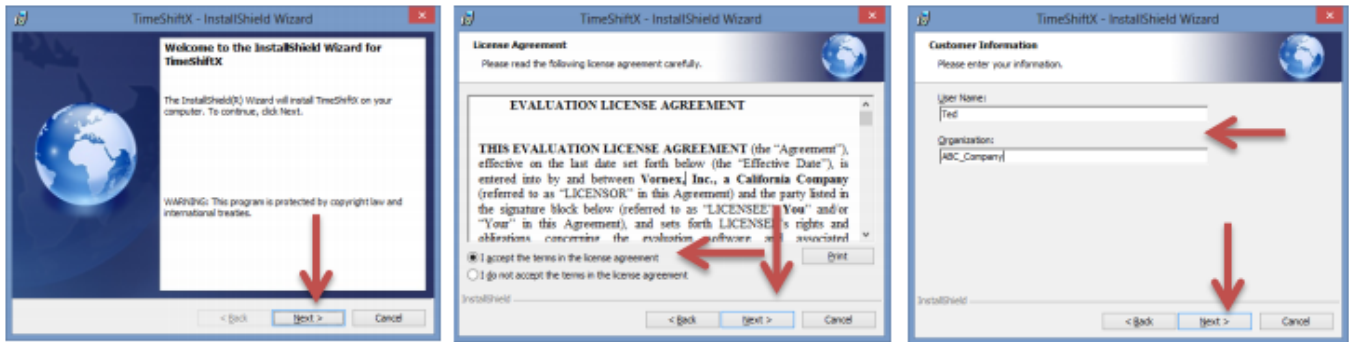 TimeShiftX - InstallShield Wizard
Welcome to the InstallShield Wizard for
TimeShiftX
The InstallShield(R) Wizard will install TimeShiftX on your
computer. To continue, click Next.
WARNING: This program is protected by copyright law and
international treaties.
< Back
Next >
Cancel
TimeShiftX - InstallShield Wizard
License Agreement
Please read the following license agreement carefully.
EVALUATION LICENSE AGREEMENT
THIS EVALUATION LICENSE AGREEMENT (the “Agreement”),
effective on the last date set forth below (the “Effective Date”), is
entered into by and between Vornex, Inc., a California Company
(referred to as “LICENSOR” in this Agreement) and the party listed in
the signature block below (referred to as “LICENSEE” “You” and/or
“Your” in this Agreement), and sets forth LICENSEE's rights and
obligations concerning the evaluation software and associated
I accept the terms in the license agreement
Print
I do not accept the terms in the license agreement
InstallShield
< Back
Next >
Cancel
TimeShiftX - InstallShield Wizard
Customer Information
Please enter your information.
User Name:
Ted
Organization:
ABC_Company
InstallShield
< Back
Next >
Cancel